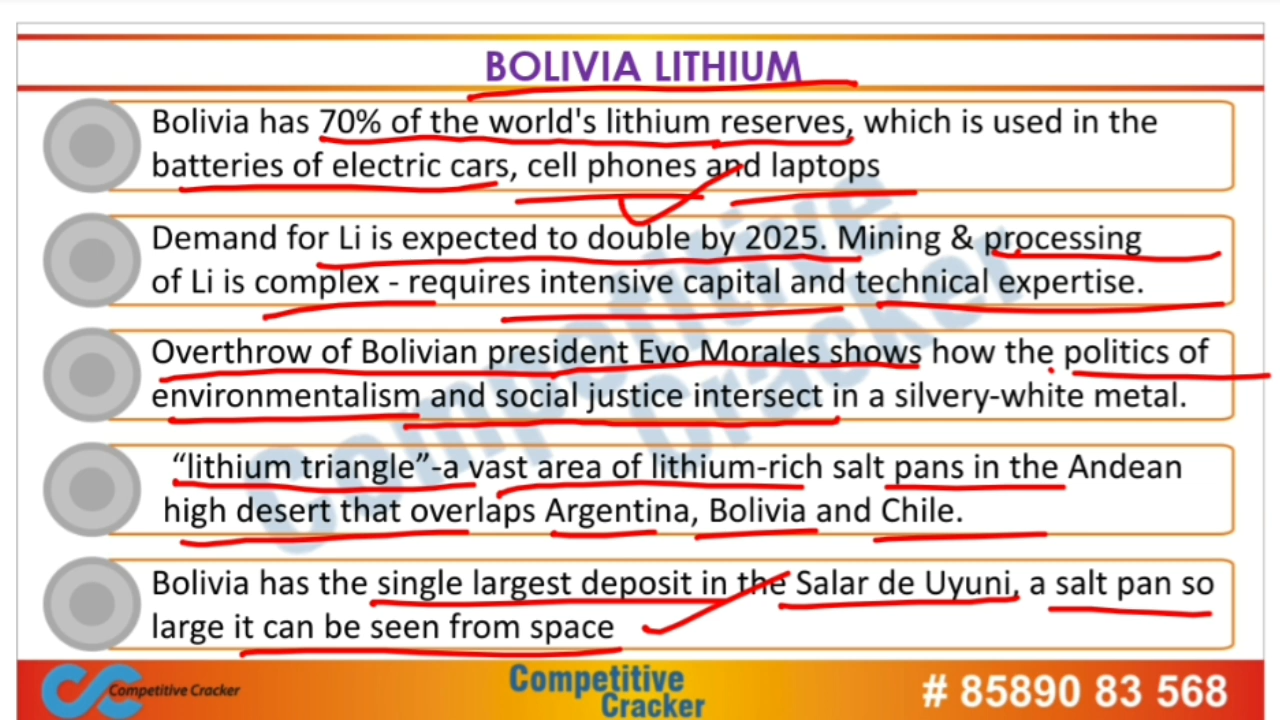 BOLIVIA LITHIUM
Bolivia has 70% of the world's lithium reserves, which is used in the
batteries of electric cars, cell phones and laptops
Demand for Li is expected to double by 2025. Mining & processing
of Li is complex - requires intensive capital and technical expertise.
Overthrow of Bolivian president Evo Morales shows how the politics of
environmentalism and social justice intersect in a silvery-white metal.
“lithium triangle”-a vast area of lithium-rich salt pans in the Andean
high desert that overlaps Argentina, Bolivia and Chile.
Bolivia has the single largest deposit in the Salar de Uyuni, a salt pan so
large it can be seen from space
Competitive
Cracker
Competitive Cracker
Competitive
Cracker
# 85890 83 568